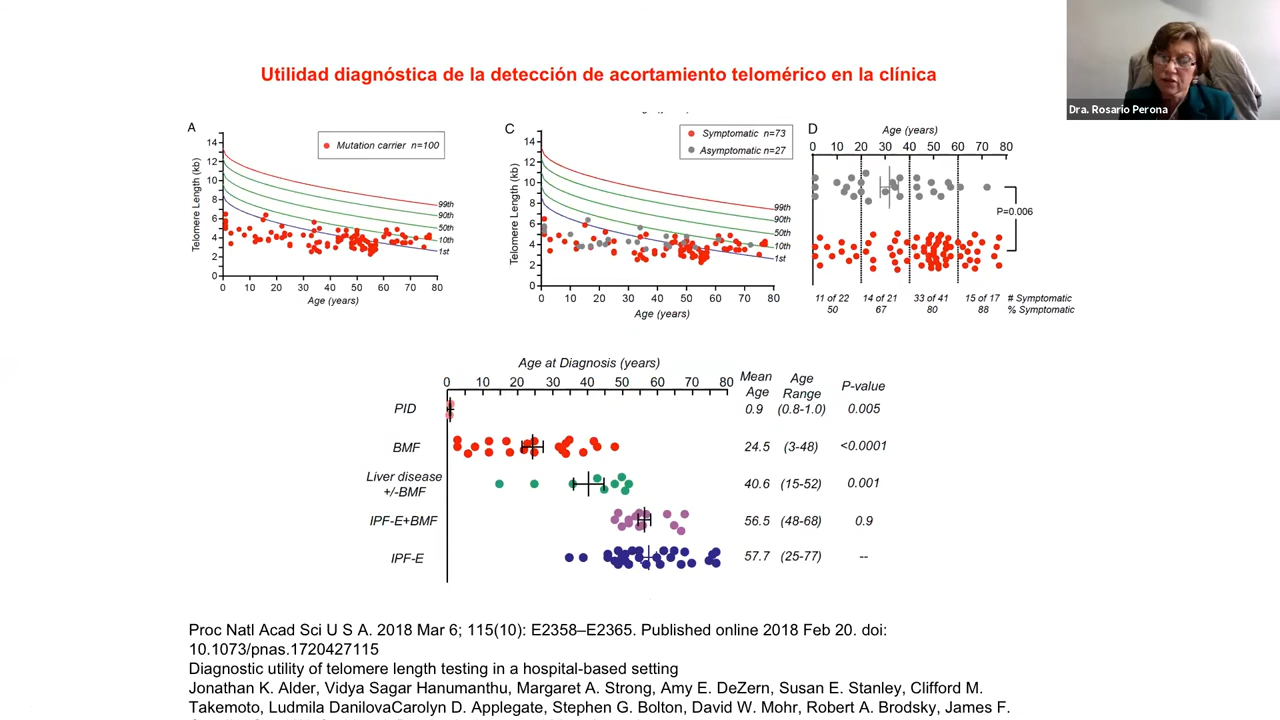 Utilidad diagnóstica de la detección de acortamiento telomérico en la clínica
Dra. Rosario Perona
A
Telomere Length (kb)
14
12
10
8
6
4
2
0
Mutation carrier n=100
99th
90th
50th
10th
1st
0 10 20 30 40 50 60 70 80
Age (years)
C
Telomere Length (kb)
14
12
10
8
6
4
2
0
Symptomatic n=73
Asymptomatic n=27
99th
90th
50th
10th
1st
0 10 20 30 40 50 60 70 80
Age (years)
D
Age (years)
0 10 20 30 40 50 60 70 80
P=0.006
11 of 22 14 of 21 33 of 41 15 of 17 # Symptomatic
50 67 80 88 % Symptomatic
Age at Diagnosis (years)
0 10 20 30 40 50 60 70 80
Mean
Age
Age
Range
P-value
PID 0.9 (0.8-1.0) 0.005
BMF 24.5 (3-48) <0.0001
Liver disease
+/-BMF 40.6 (15-52) 0.001
IPF-E+BMF 56.5 (48-68) 0.9
IPF-E 57.7 (25-77) --
Proc Natl Acad Sci U S A. 2018 Mar 6; 115(10): E2358–E2365. Published online 2018 Feb 20. doi:
10.1073/pnas.1720427115
Diagnostic utility of telomere length testing in a hospital-based setting
Jonathan K. Alder, Vidya Sagar Hanumanthu, Margaret A. Strong, Amy E. DeZern, Susan E. Stanley, Clifford M.
Takemoto, Ludmila DanilovaCarolyn D. Applegate, Stephen G. Bolton, David W. Mohr, Robert A. Brodsky, James F.